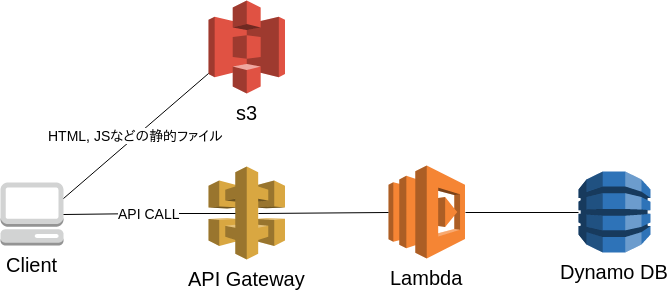 s3
HTML, JSなどの静的ファイル
API CALL
Client
API Gateway
Lambda
Dynamo DB